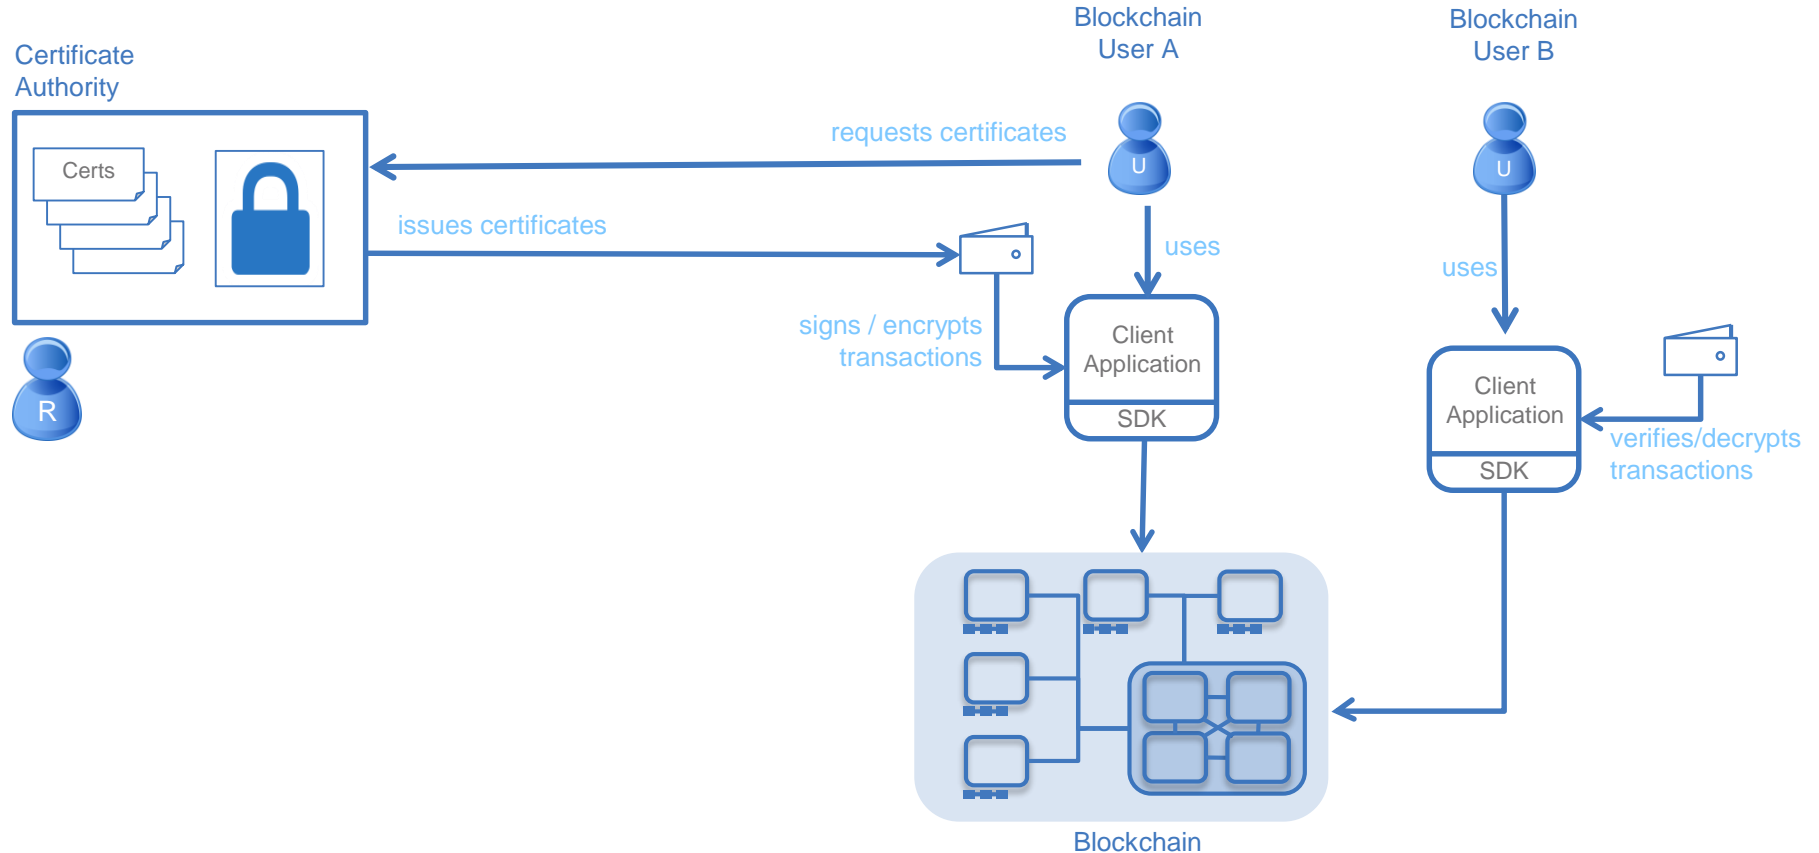 Blockchain
User A
Blockchain
User B
Certificate
Authority
requests certificates
U
U
Certs
issues certificates
uses
uses
signs / encrypts
transactions
Client
Application
SDK
R
Client
Application
SDK
verifies/decrypts
transactions
Blockchain